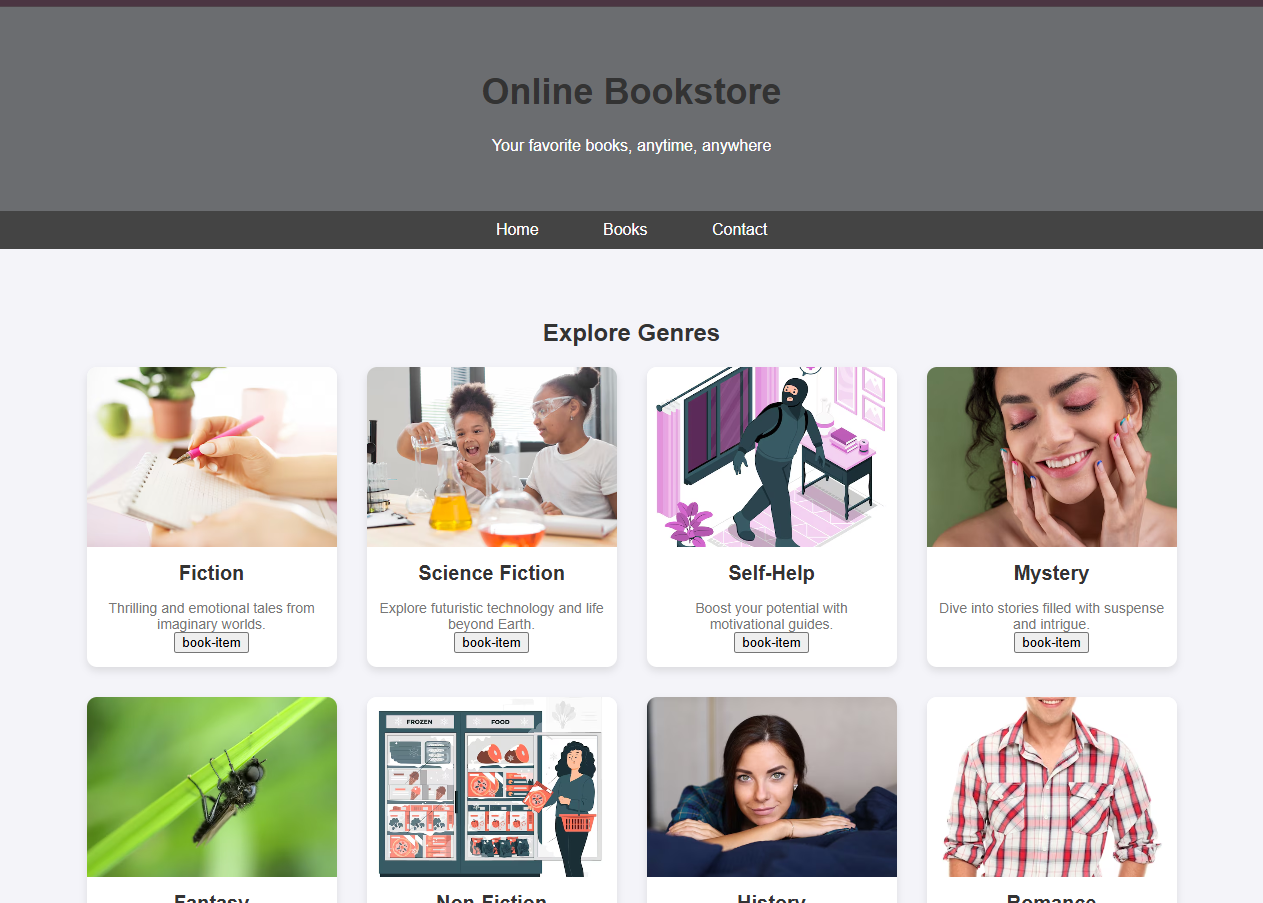 Online Bookstore
Your favorite books, anytime, anywhere
Home Books Contact
Explore Genres
Fiction
Thrilling and emotional tales from
imaginary worlds.
book-item
Science Fiction
Explore futuristic technology and life
beyond Earth.
book-item
Self-Help
Boost your potential with
motivational guides.
book-item
Mystery
Dive into stories filled with suspense
and intrigue.
book-item
FROZEN FOOD
Fantasy
Non-Fiction
History
Romance